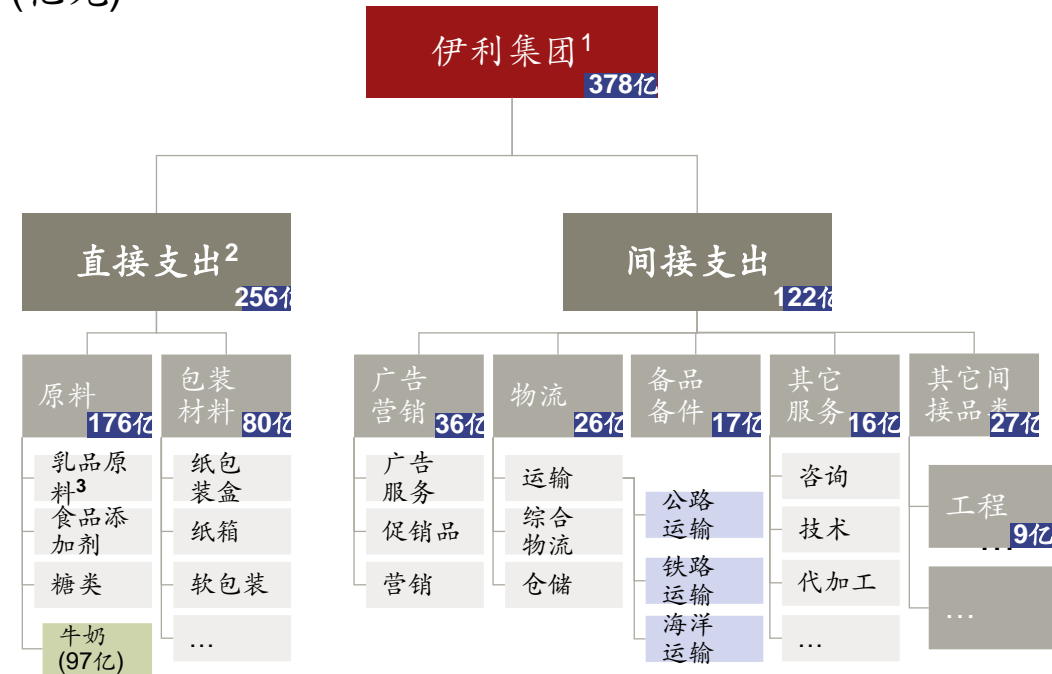 (亿元)
伊利集团1
378亿
直接支出2
256亿
间接支出
122亿
原料
176亿
包装
材料
80亿
广告
营销
36亿
物流
26亿
备品
备件
17亿
其它
服务
16亿
其它间
接品类
27亿
乳品原
料3
食品添
加剂
糖类
牛奶
(97亿)
纸包
装盒
纸箱
软包装
...
广告
服务
促销品
营销
运输
综合
物流
仓储
公路
运输
铁路
运输
海洋
运输
咨询
技术
代加工
...
工程
9亿
...
...